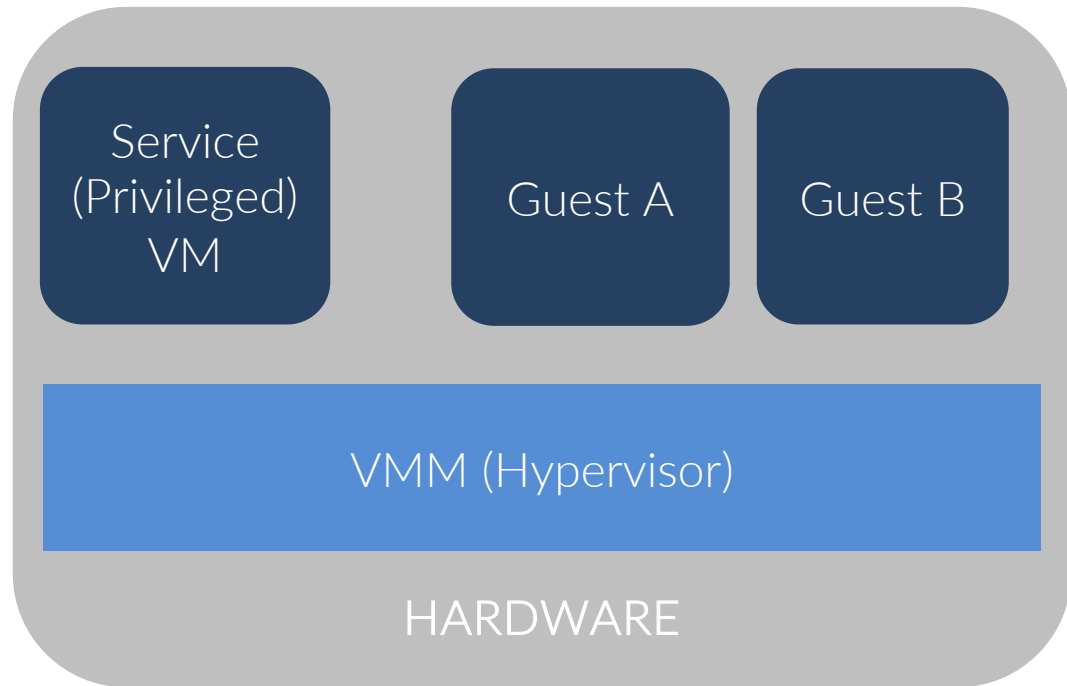 Service
(Privileged)
VM
Guest A
Guest B
VMM (Hypervisor)
HARDWARE